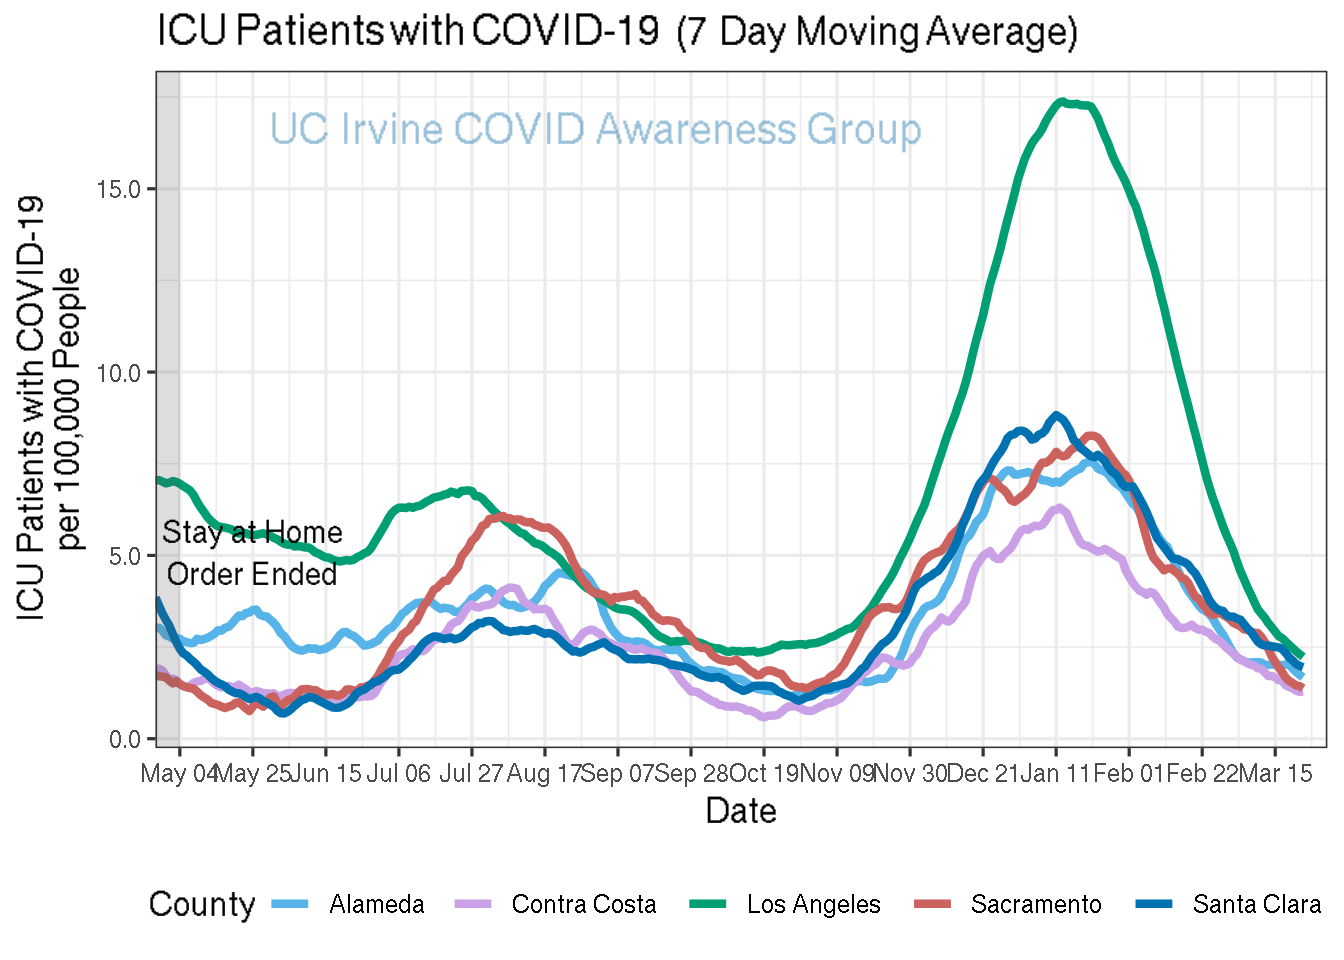 ICU Patients with COVID-19 (7 Day Moving Average)
UC Irvine COVID Awareness Group
ICU Patients with COVID-19
per 100,000 People
15.0
10.0
5.0
0.0
Stay at Home
Order Ended
May 04 May 25 Jun 15 Jul 06 Jul 27 Aug 17 Sep 07 Sep 28 Oct 19 Nov 09 Nov 30 Dec 21 Jan 11 Feb 01 Feb 22 Mar 15
Date
County Alameda Contra Costa Los Angeles Sacramento Santa Clara